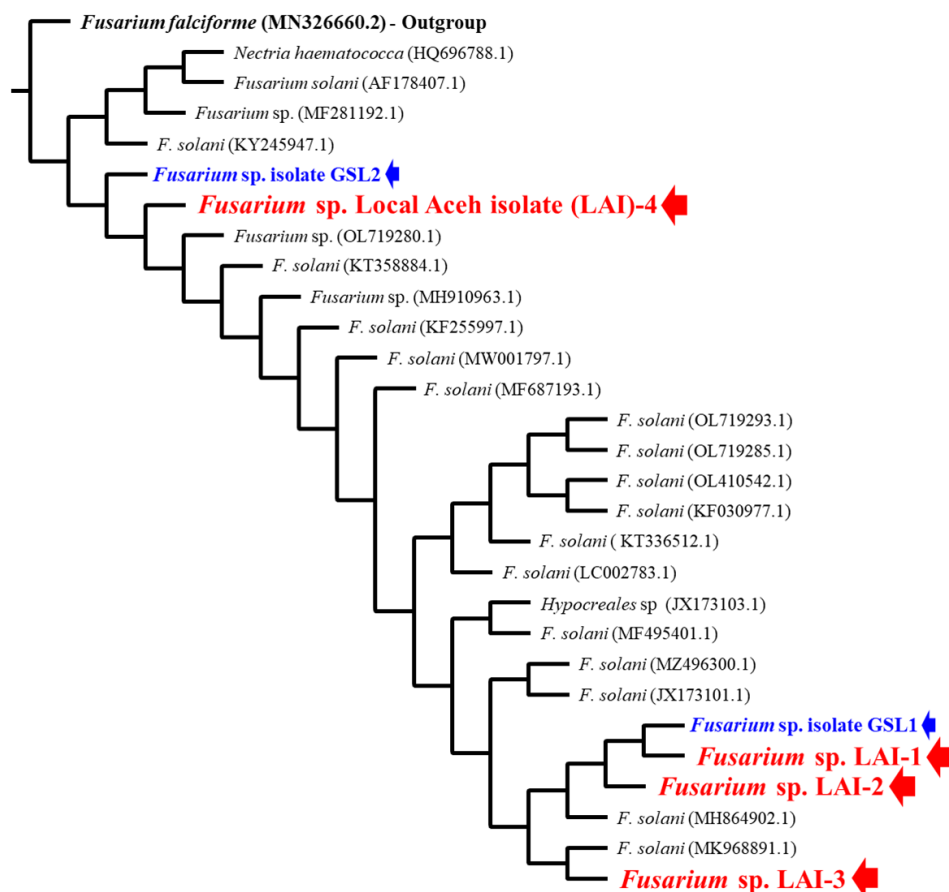 Fusarium falciforme (MN326660.2) - Outgroup
Nectria haematococca (HQ696788.1)
Fusarium solani (AF178407.1)
Fusarium sp. (MF281192.1)
F. solani (KY245947.1)
Fusarium sp. isolate GSL2
Fusarium sp. Local Aceh isolate (LAI)-4
Fusarium sp. (OL719280.1)
F. solani (KT358884.1)
Fusarium sp. (MH910963.1)
F. solani (KF255997.1)
F. solani (MW001797.1)
F. solani (MF687193.1)
F. solani (OL719293.1)
F. solani (OL719285.1)
F. solani (OL410542.1)
F. solani (KF030977.1)
F. solani ( KT336512.1)
F. solani (LC002783.1)
Hypocreales sp (JX173103.1)
F. solani (MF495401.1)
F. solani (MZ496300.1)
F. solani (JX173101.1)
Fusarium sp. isolate GSL1
Fusarium sp. LAI-1
Fusarium sp. LAI-2
F. solani (MH864902.1)
F. solani (MK968891.1)
Fusarium sp. LAI-3